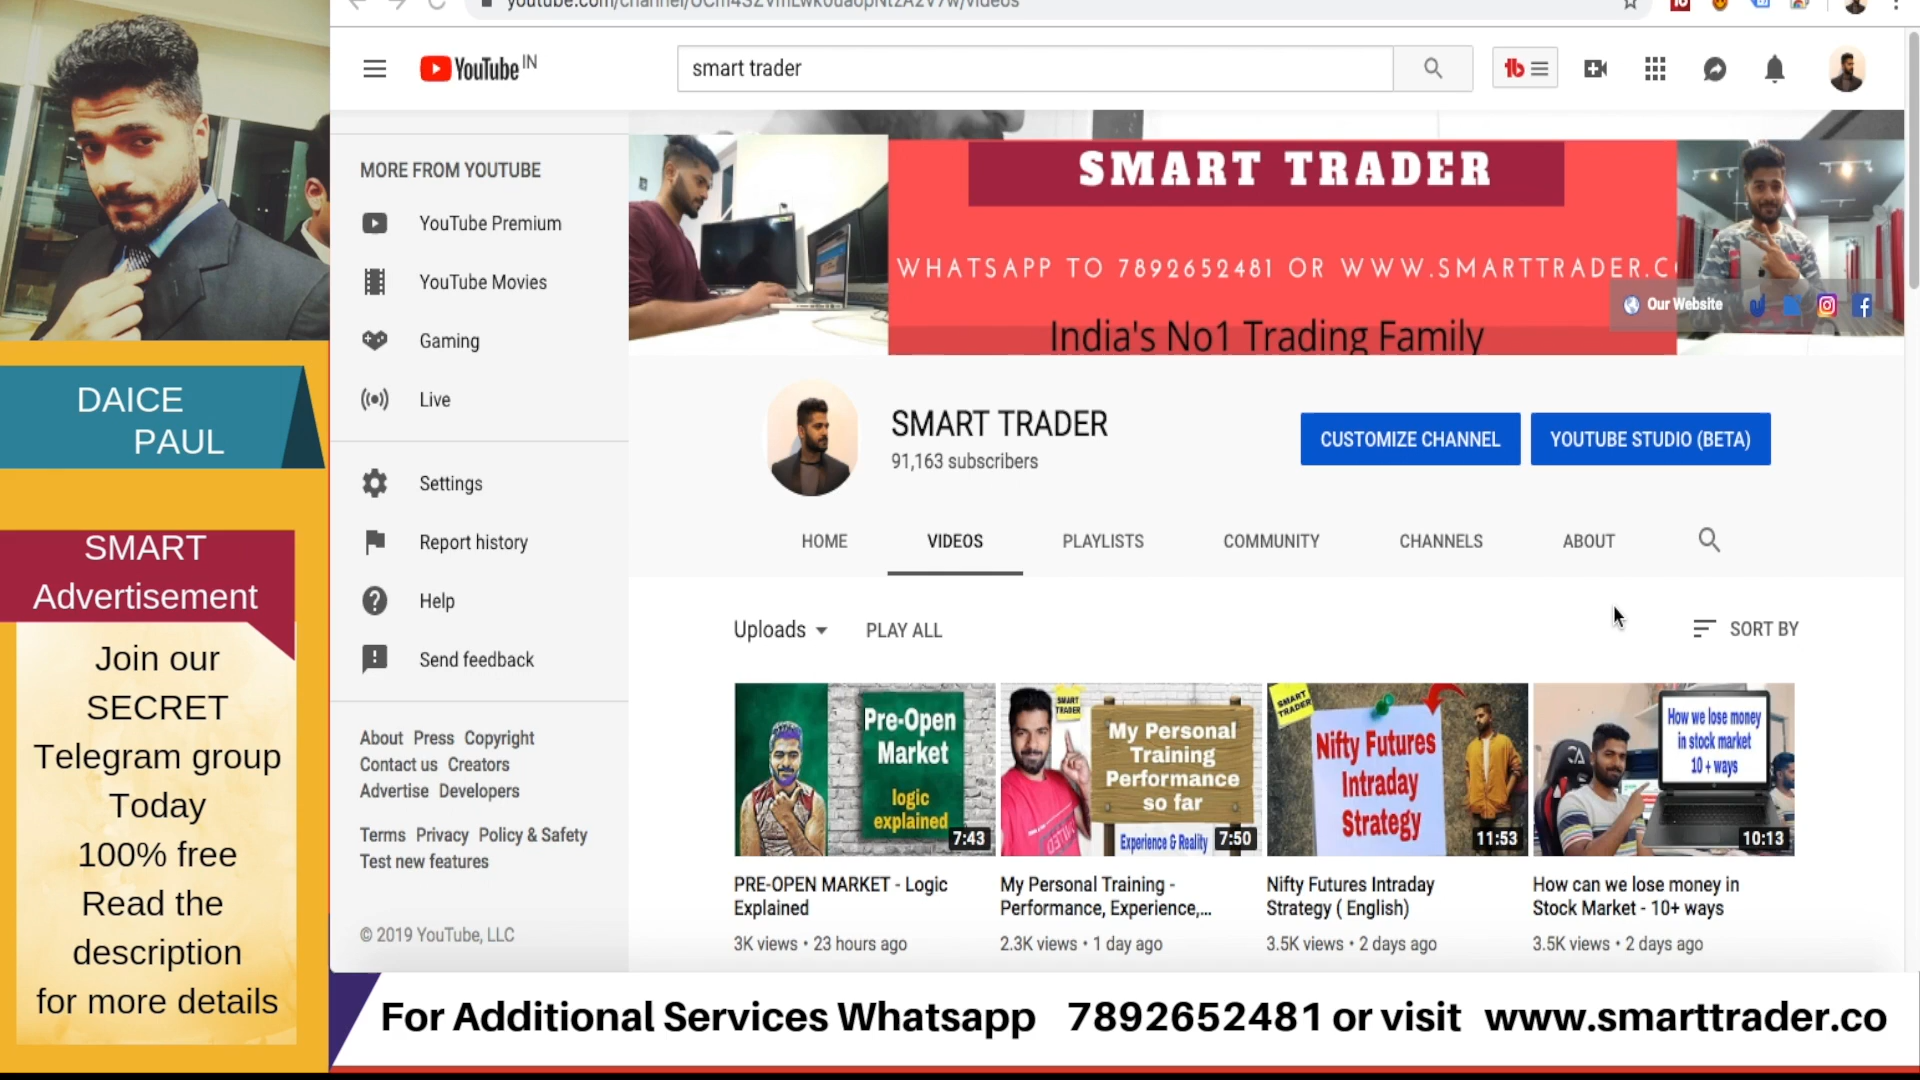 DAICE
PAUL
SMART
Advertisement
Join our
SECRET
Telegram group
Today
100% free
Read the
description
for more details
YouTube IN
smart trader
MORE FROM YOUTUBE
YouTube Premium
YouTube Movies
Gaming
Live
Settings
Report history
Help
Send feedback
About Press Copyright
Contact us Creators
Advertise Developers
Terms Privacy Policy & Safety
Test new features
© 2019 YouTube, LLC
SMART TRADER
WHATSAPP TO 7892652481 OR WWW.SMARTTRADER.C
Our Website
India's No1 Trading Family
SMART TRADER
91,163 subscribers
CUSTOMIZE CHANNEL
YOUTUBE STUDIO (BETA)
HOME VIDEOS PLAYLISTS COMMUNITY CHANNELS ABOUT
Uploads PLAY ALL SORT BY
Pre-Open
Market
logic
explained
7:43
PRE-OPEN MARKET - Logic
Explained
3K views • 23 hours ago
SMART
TRADER
My Personal
Training
Performance
so far
Experience & Reality
7:50
My Personal Training -
Performance, Experience,...
2.3K views • 1 day ago
SMART
TRADER
Nifty Futures
Intraday
Strategy
11:53
Nifty Futures Intraday
Strategy ( English)
3.5K views • 2 days ago
How we lose money
in stock market
10 + ways
10:13
How can we lose money in
Stock Market - 10+ ways
3.5K views • 2 days ago
For Additional Services Whatsapp 7892652481 or visit www.smarttrader.co